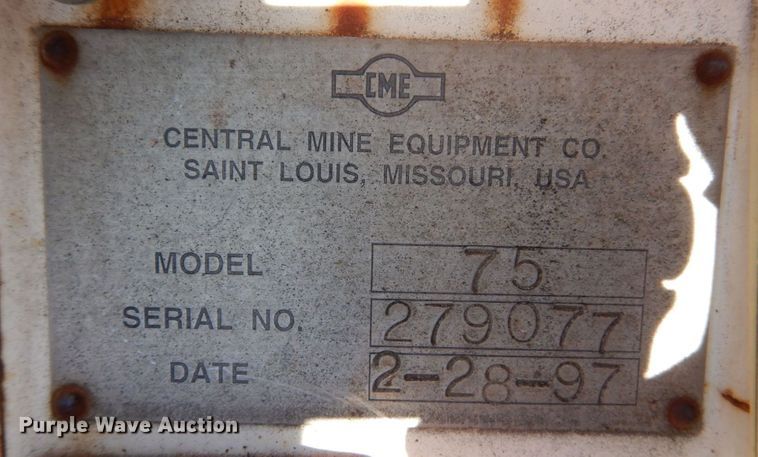 CME
CENTRAL MINE EQUIPMENT CO.
SAINT LOUIS, MISSOURI, USA
MODEL 75
SERIAL NO. 279077
DATE 2-28-97
Purple Wave Auction